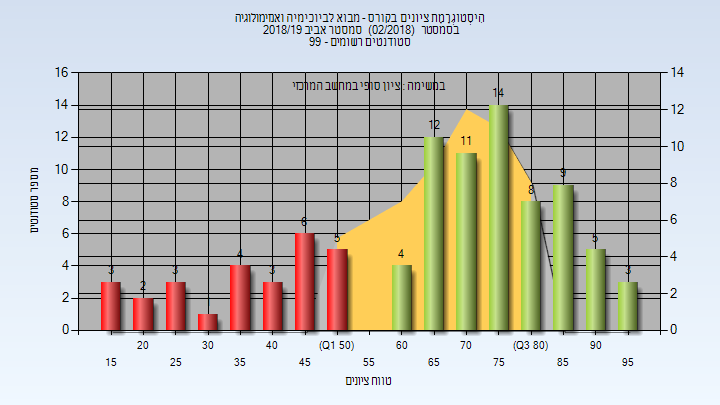 היסטוגרמת ציונים בקורס - מבוא לביוכימיה ואנזימולוגיה
בסמסטר (02/2018) סמסטר אביב 2018/19
סטודנטים רשומים - 99
במשימה : ציון סופי במחשב המרכזי
מספר סטודנטים
16 14 12 10 8 6 4 2 0
3 2 3 4 3 6 5 4 12 11 14 8 9 5 3
14 12 10 8 6 4 2 0
20 30 40 (Q1 50) 60 70 (Q3 80) 90
15 25 35 45 55 65 75 85 95
טווח ציונים